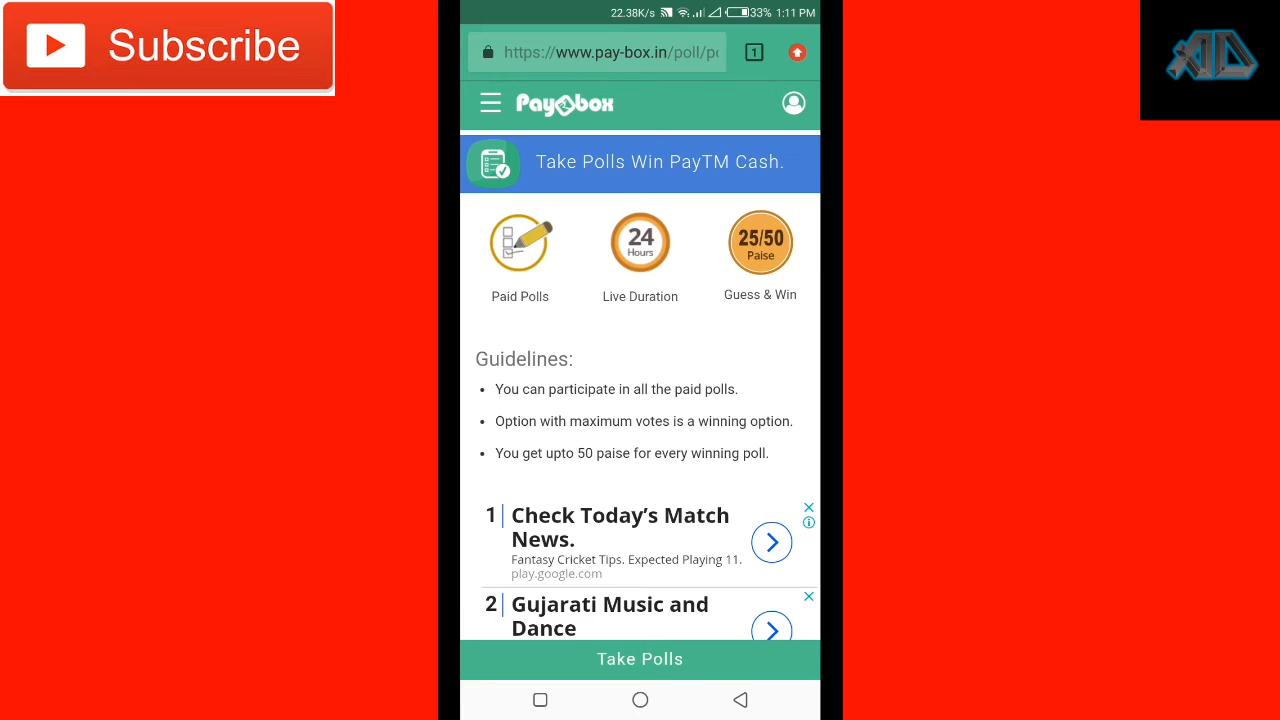 Subscribe
22.38K/s 33% 1:11 PM
https://www.pay-box.in/poll/p
1
Paybox
Take Polls Win PayTM Cash.
24
Hours
25/50
Paise
Paid Polls
Live Duration
Guess & Win
Guidelines:
• You can participate in all the paid polls.
• Option with maximum votes is a winning option.
• You get upto 50 paise for every winning poll.
1
Check Today’s Match
News.
Fantasy Cricket Tips. Expected Playing 11.
play.google.com
2
Gujarati Music and
Dance
Take Polls